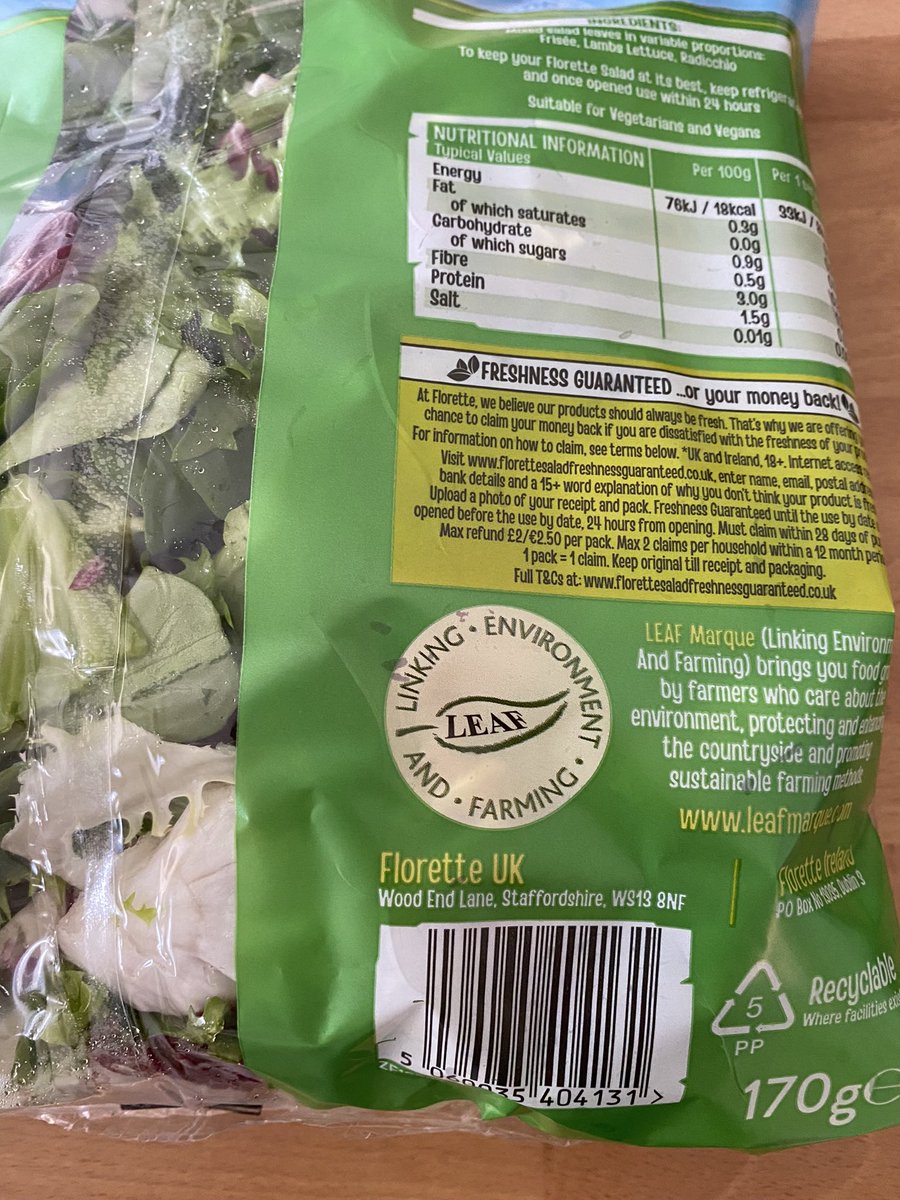 INGREDIENTS:
Mixed salad leaves in variable proportions:
Frisée, Lambs Lettuce, Radicchio
To keep your Florette Salad at its best, keep
and once opened use within 24 hours
Suitable for Vegetarians and Vegans
NUTRITIONAL INFORMATION
Typical Values Per 100g Per 1
Energy 76kJ / 18kcal 33kJ /
Fat 0.3g
of which saturates 0.0g
Carbohydrate 0.9g
of which sugars 0.5g
Fibre 3.0g
Protein 1.5g
Salt 0.01g
FRESHNESS GUARANTEED ...or your money back!
At Florette, we believe our products should always be fresh. That's why we are offering
chance to claim your money back if you are dissatisfied with the freshness of your
For information on how to claim, see terms below. *UK and Ireland, 18+. Internet access
Visit www.florettesaladfreshnessguaranteed.co.uk, enter name, email, postal
bank details and a 15+ word explanation of why you don't think your product is
Upload a photo of your receipt and pack. Freshness Guaranteed until the use by date
opened before the use by date, 24 hours from opening. Must claim within 28 days of
Max refund £2/€2.50 per pack. Max 2 claims per household within a 12 month
1 pack = 1 claim. Keep original till receipt and packaging.
Full T&Cs at: www.florettesaladfreshnessguaranteed.co.uk
LINKING • ENVIRONMENT • AND • FARMING
LEAF
LEAF Marque (Linking
And Farming) brings you food
by farmers who care about the
environment, protecting and
the countryside and promoting
sustainable farming methods
www.leafmarque.com
Florette UK
Wood End Lane, Staffordshire, WS13 8NF
Florette Ireland
PO Box No Dublin 9
5 060035 404131 >
5
PP
Recyclable
Where facilities
170g℮